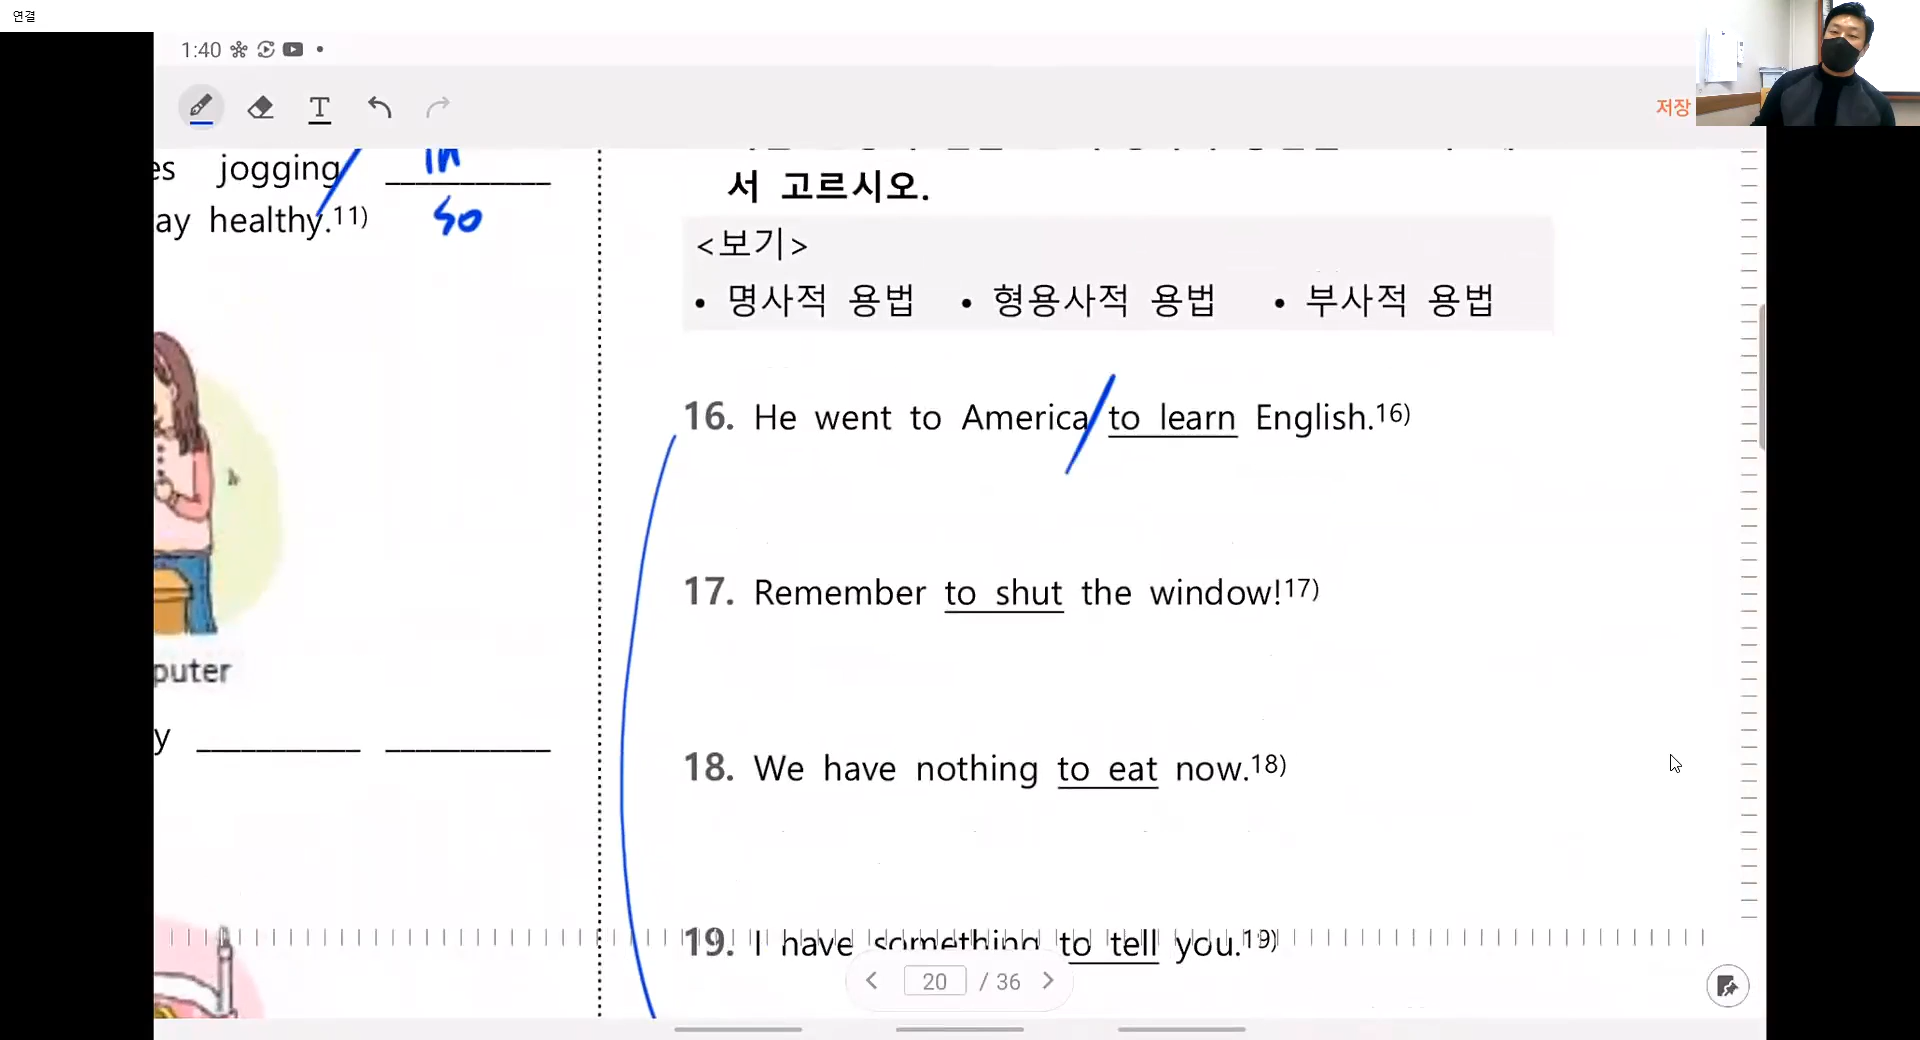 연결
1:40
저장
es jogging in
ay healthy.11) so
puter
y
서 고르시오.
<보기>
• 명사적 용법 • 형용사적 용법 • 부사적 용법
16. He went to America/to learn English.16)
17. Remember to shut the window!17)
18. We have nothing to eat now.18)
19. I have something to tell you.19)
20 / 36